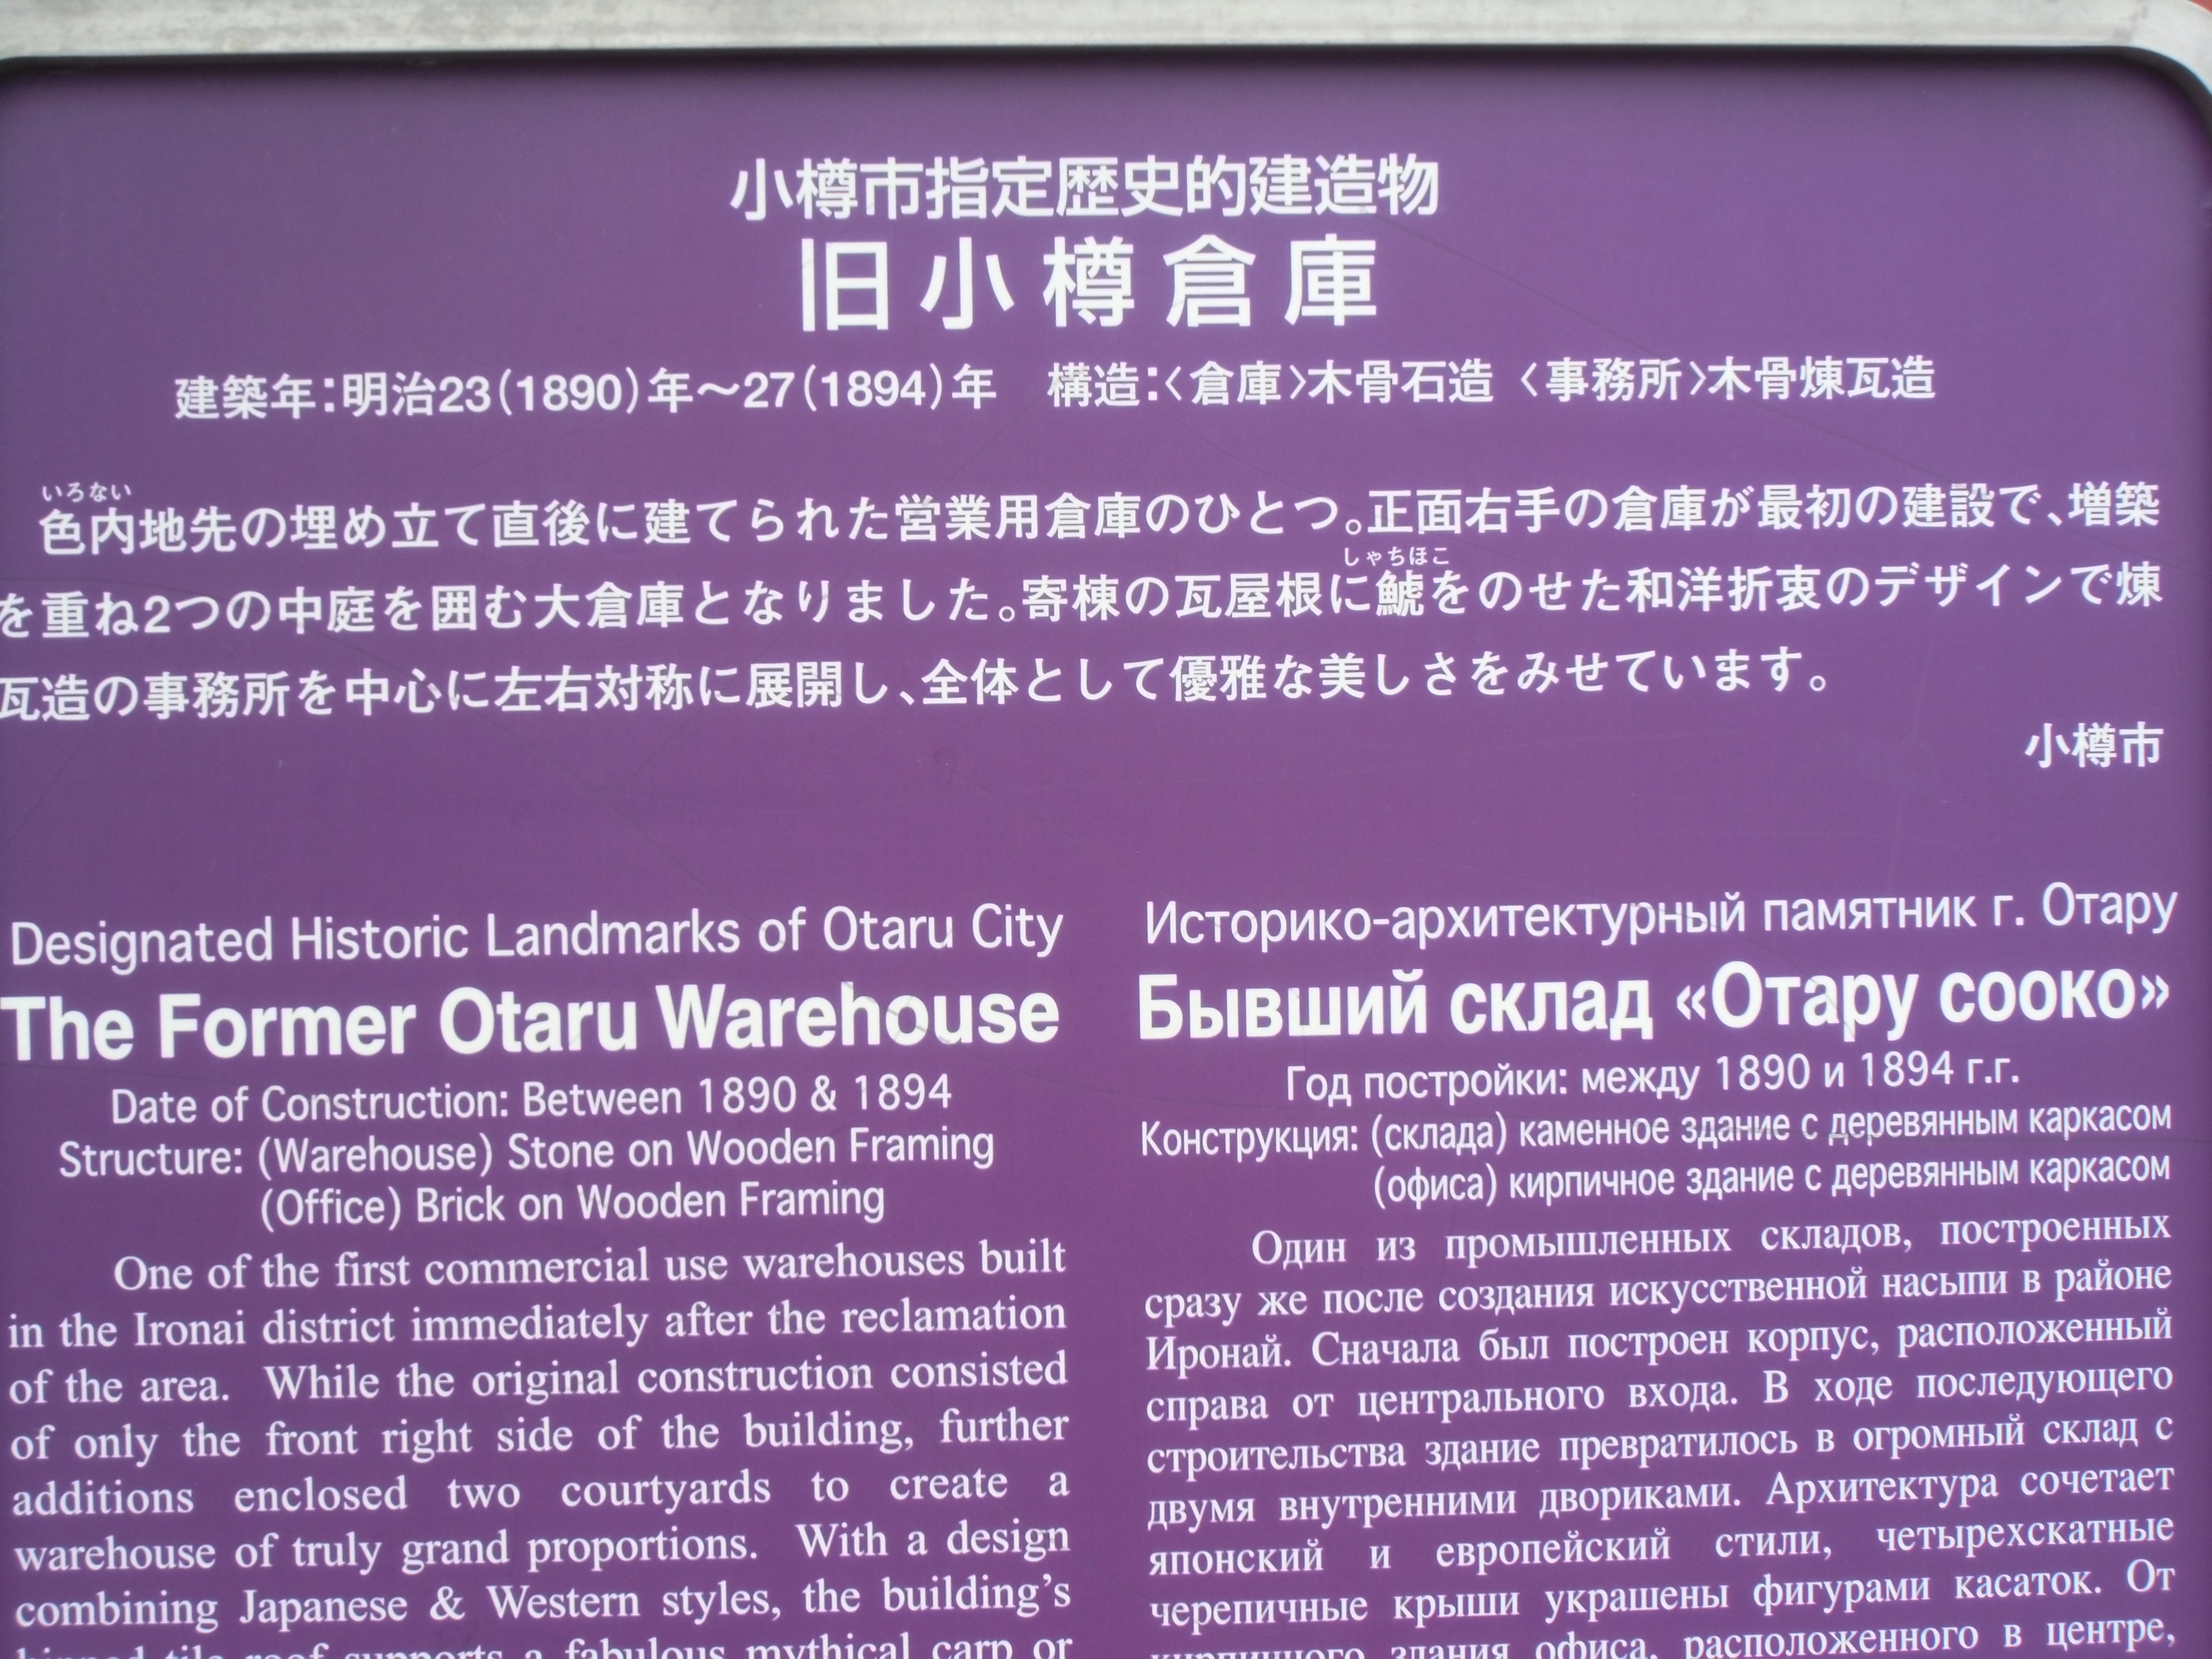 小樽市指定歴史的建造物
旧小樽倉庫
建築年：明治23（1890）年～27（1894）年　構造：〈倉庫〉木骨石造 〈事務所〉木骨煉瓦造
いろない
色内地先の埋め立て直後に建てられた営業用倉庫のひとつ。正面右手の倉庫が最初の建設で、増築
しゃちほこ
を重ね2つの中庭を囲む大倉庫となりました。寄棟の瓦屋根に鯱をのせた和洋折衷のデザインで煉
瓦造の事務所を中心に左右対称に展開し、全体として優雅な美しさをみせています。
小樽市
Designated Historic Landmarks of Otaru City
The Former Otaru Warehouse
Date of Construction: Between 1890 & 1894
Structure: (Warehouse) Stone on Wooden Framing
(Office) Brick on Wooden Framing
One of the first commercial use warehouses built
in the Ironai district immediately after the reclamation
of the area. While the original construction consisted
of only the front right side of the building, further
additions enclosed two courtyards to create a
warehouse of truly grand proportions. With a design
combining Japanese & Western styles, the building's
hipped tile roof supports a fabulous mythical carp or
Историко-архитектурный памятник г. Отару
Бывший склад «Отару сооко»
Год постройки: между 1890 и 1894 г.г.
Конструкция: (склада) каменное здание с деревянным каркасом
(офиса) кирпичное здание с деревянным каркасом
Один из промышленных складов, построенных
сразу же после создания искусственной насыпи в районе
Иронай. Сначала был построен корпус, расположенный
справа от центрального входа. В ходе последующего
строительства здание превратилось в огромный склад с
двумя внутренними двориками. Архитектура сочетает
японский и европейский стили, четырехскатные
черепичные крыши украшены фигурами касаток. От
кирпичного здания офиса, расположенного в центре,